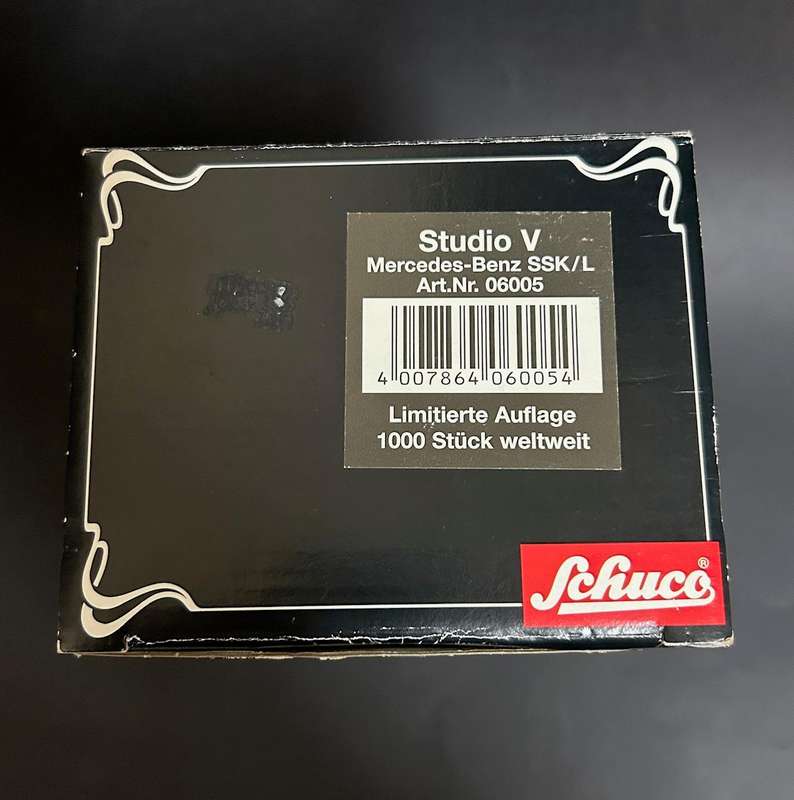 Studio V
Mercedes-Benz SSK/L
Art.Nr. 06005
4 007864 060054
Limitierte Auflage
1000 Stück weltweit
Schuco®